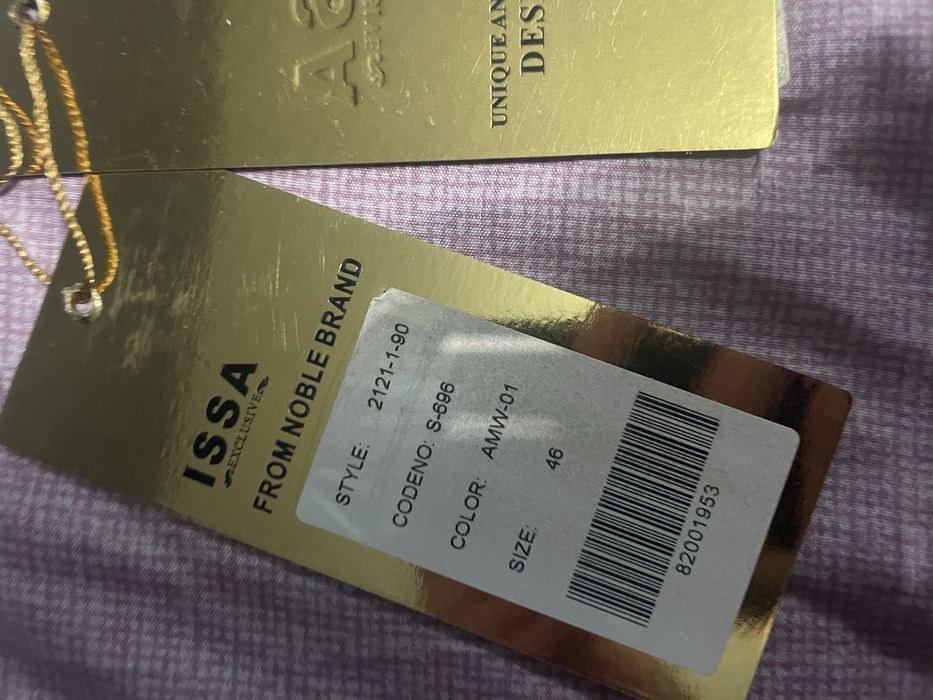 UNIQUE AN
DES
ISSA
EXCLUSIVE
FROM NOBLE BRAND
STYLE: 2121-1-90
CODENO: S-696
COLOR: AMW-01
SIZE: 46
82001953